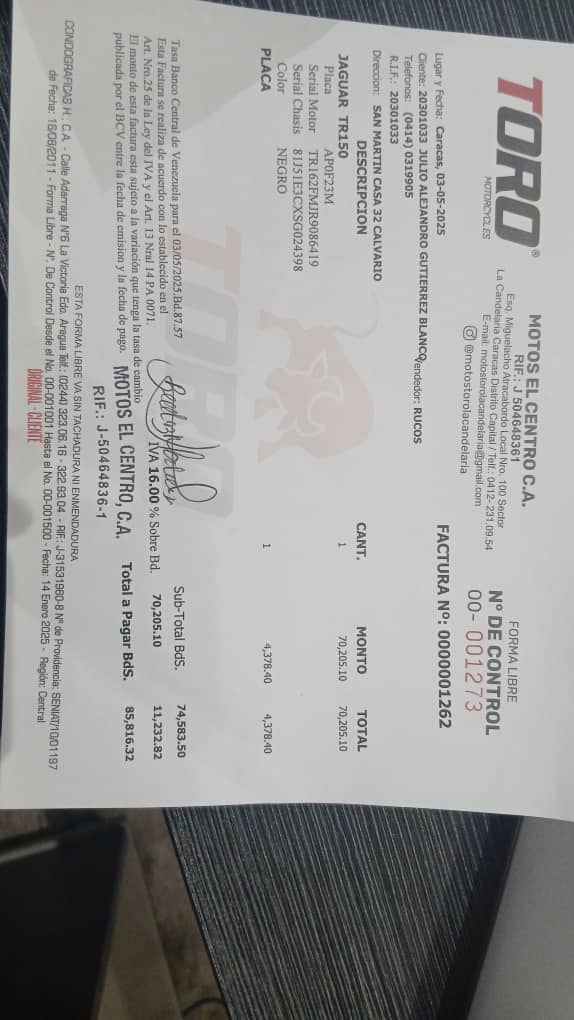 TORO®
MOTORCYCLES
MOTOS EL CENTRO C.A.
RIF: J 504648361
Esq. Miguelacho Atracabordo Local Nro. 100 Sector
La Candelaria Caracas Distrito Capital / Telf.: 0412- 231.09.54
E-mail: motostorolacandelaria@gmail.com
@motostorolacandelaria
FORMA LIBRE
N° DE CONTROL
00- 001273
FACTURA Nº: 0000001262
Lugar y Fecha: Caracas, 03-05-2025
Cliente: 20301033 JULIO ALEJANDRO GUTIERREZ BLANCO Vendedor: RUCOS
Telefonos: (0414) 0319905
R.I.F.: 20301033
Direccion: SAN MARTIN CASA 32 CALVARIO
DESCRIPCION CANT. MONTO TOTAL
JAGUAR TR150 1 70,205.10 70,205.10
Placa AP0F23M
Serial Motor TR162FMJR9086419
Serial Chasis 81J51E3CXSG024398
Color NEGRO
PLACA 1 4,378.40 4,378.40
Tasa Banco Central de Venezuela para el 03/05/2025.Bd.87.57
Esta Factura se realiza de acuerdo con lo establecido en el
Art. Nro.25 de la Ley del IVA y el Art. 13 Nral 14 PA 0071.
El monto de esta factura esta sujeto a la variación que tenga la tasa de cambio
publicada por el BCV entre la fecha de emision y la fecha de pago.
Sub-Total BdS. 74,583.50
IVA 16.00 % Sobre Bd. 70,205.10 11,232.82
Total a Pagar BdS. 85,816.32
MOTOS EL CENTRO, C.A.
RIF.: J-50464836-1
ESTA FORMA LIBRE VA SIN TACHADURA NI ENMENDADURA
CONDOGRAFICAS H., C.A. - Calle Adarraga Nº6 La Victoria Edo. Aragua Telf.: (0244) 323.06.16 - 322.93.04 - RIF.: J-31531960-8 Nº de Providencia: SENIAT/10/01197
de Fecha: 16/08/2011 - Forma Libre - Nº. De Control Desde el No. 00-001001 Hasta el No. 00-001500 - Fecha: 14 Enero 2025 - Región: Central
ORIGINAL - CLIENTE